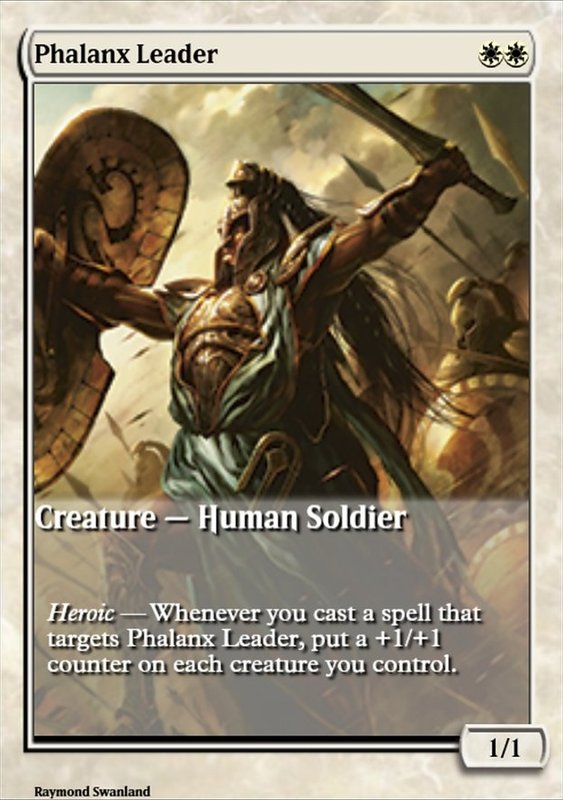 Phalanx Leader
Creature — Human Soldier
Heroic — Whenever you cast a spell that
targets Phalanx Leader, put a +1/+1
counter on each creature you control.
1/1
Raymond Swanland